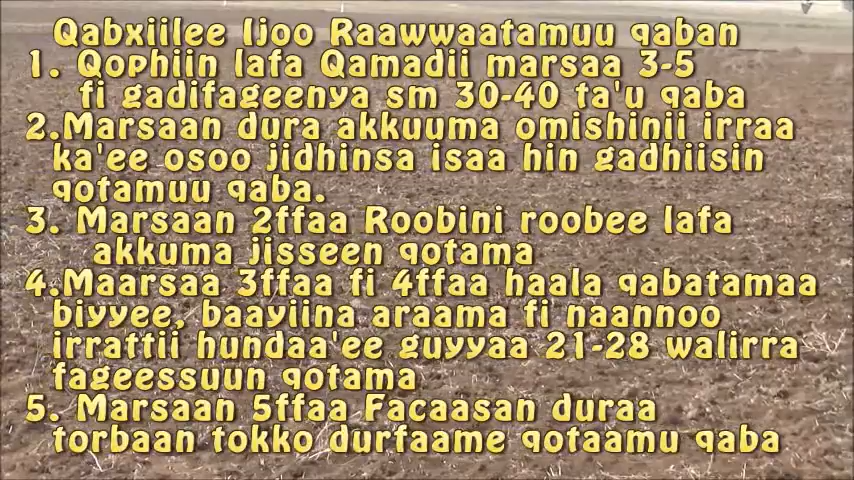 Qabxiilee Ijoo Raawwaatamuu qaban
1. Qophiin lafa Qamadii marsaa 3-5
fi gadifageenya sm 30-40 ta'u qaba
2.Marsaan dura akkuuma omishinii irraa
ka'ee osoo jidhinsa isaa hin gadhiisin
qotamuu qaba.
3. Marsaan 2ffaa Roobini roobee lafa
akkuma jisseen qotama
4.Maarsaa 3ffaa fi 4ffaa haala qabatamaa
biyyee, baayiina araama fi naannoo
irrattii hundaa'ee guyyaa 21-28 walirra
fageessuun qotama
5. Marsaan 5ffaa Facaasan duraa
torbaan tokko durfaame qotaamu qaba